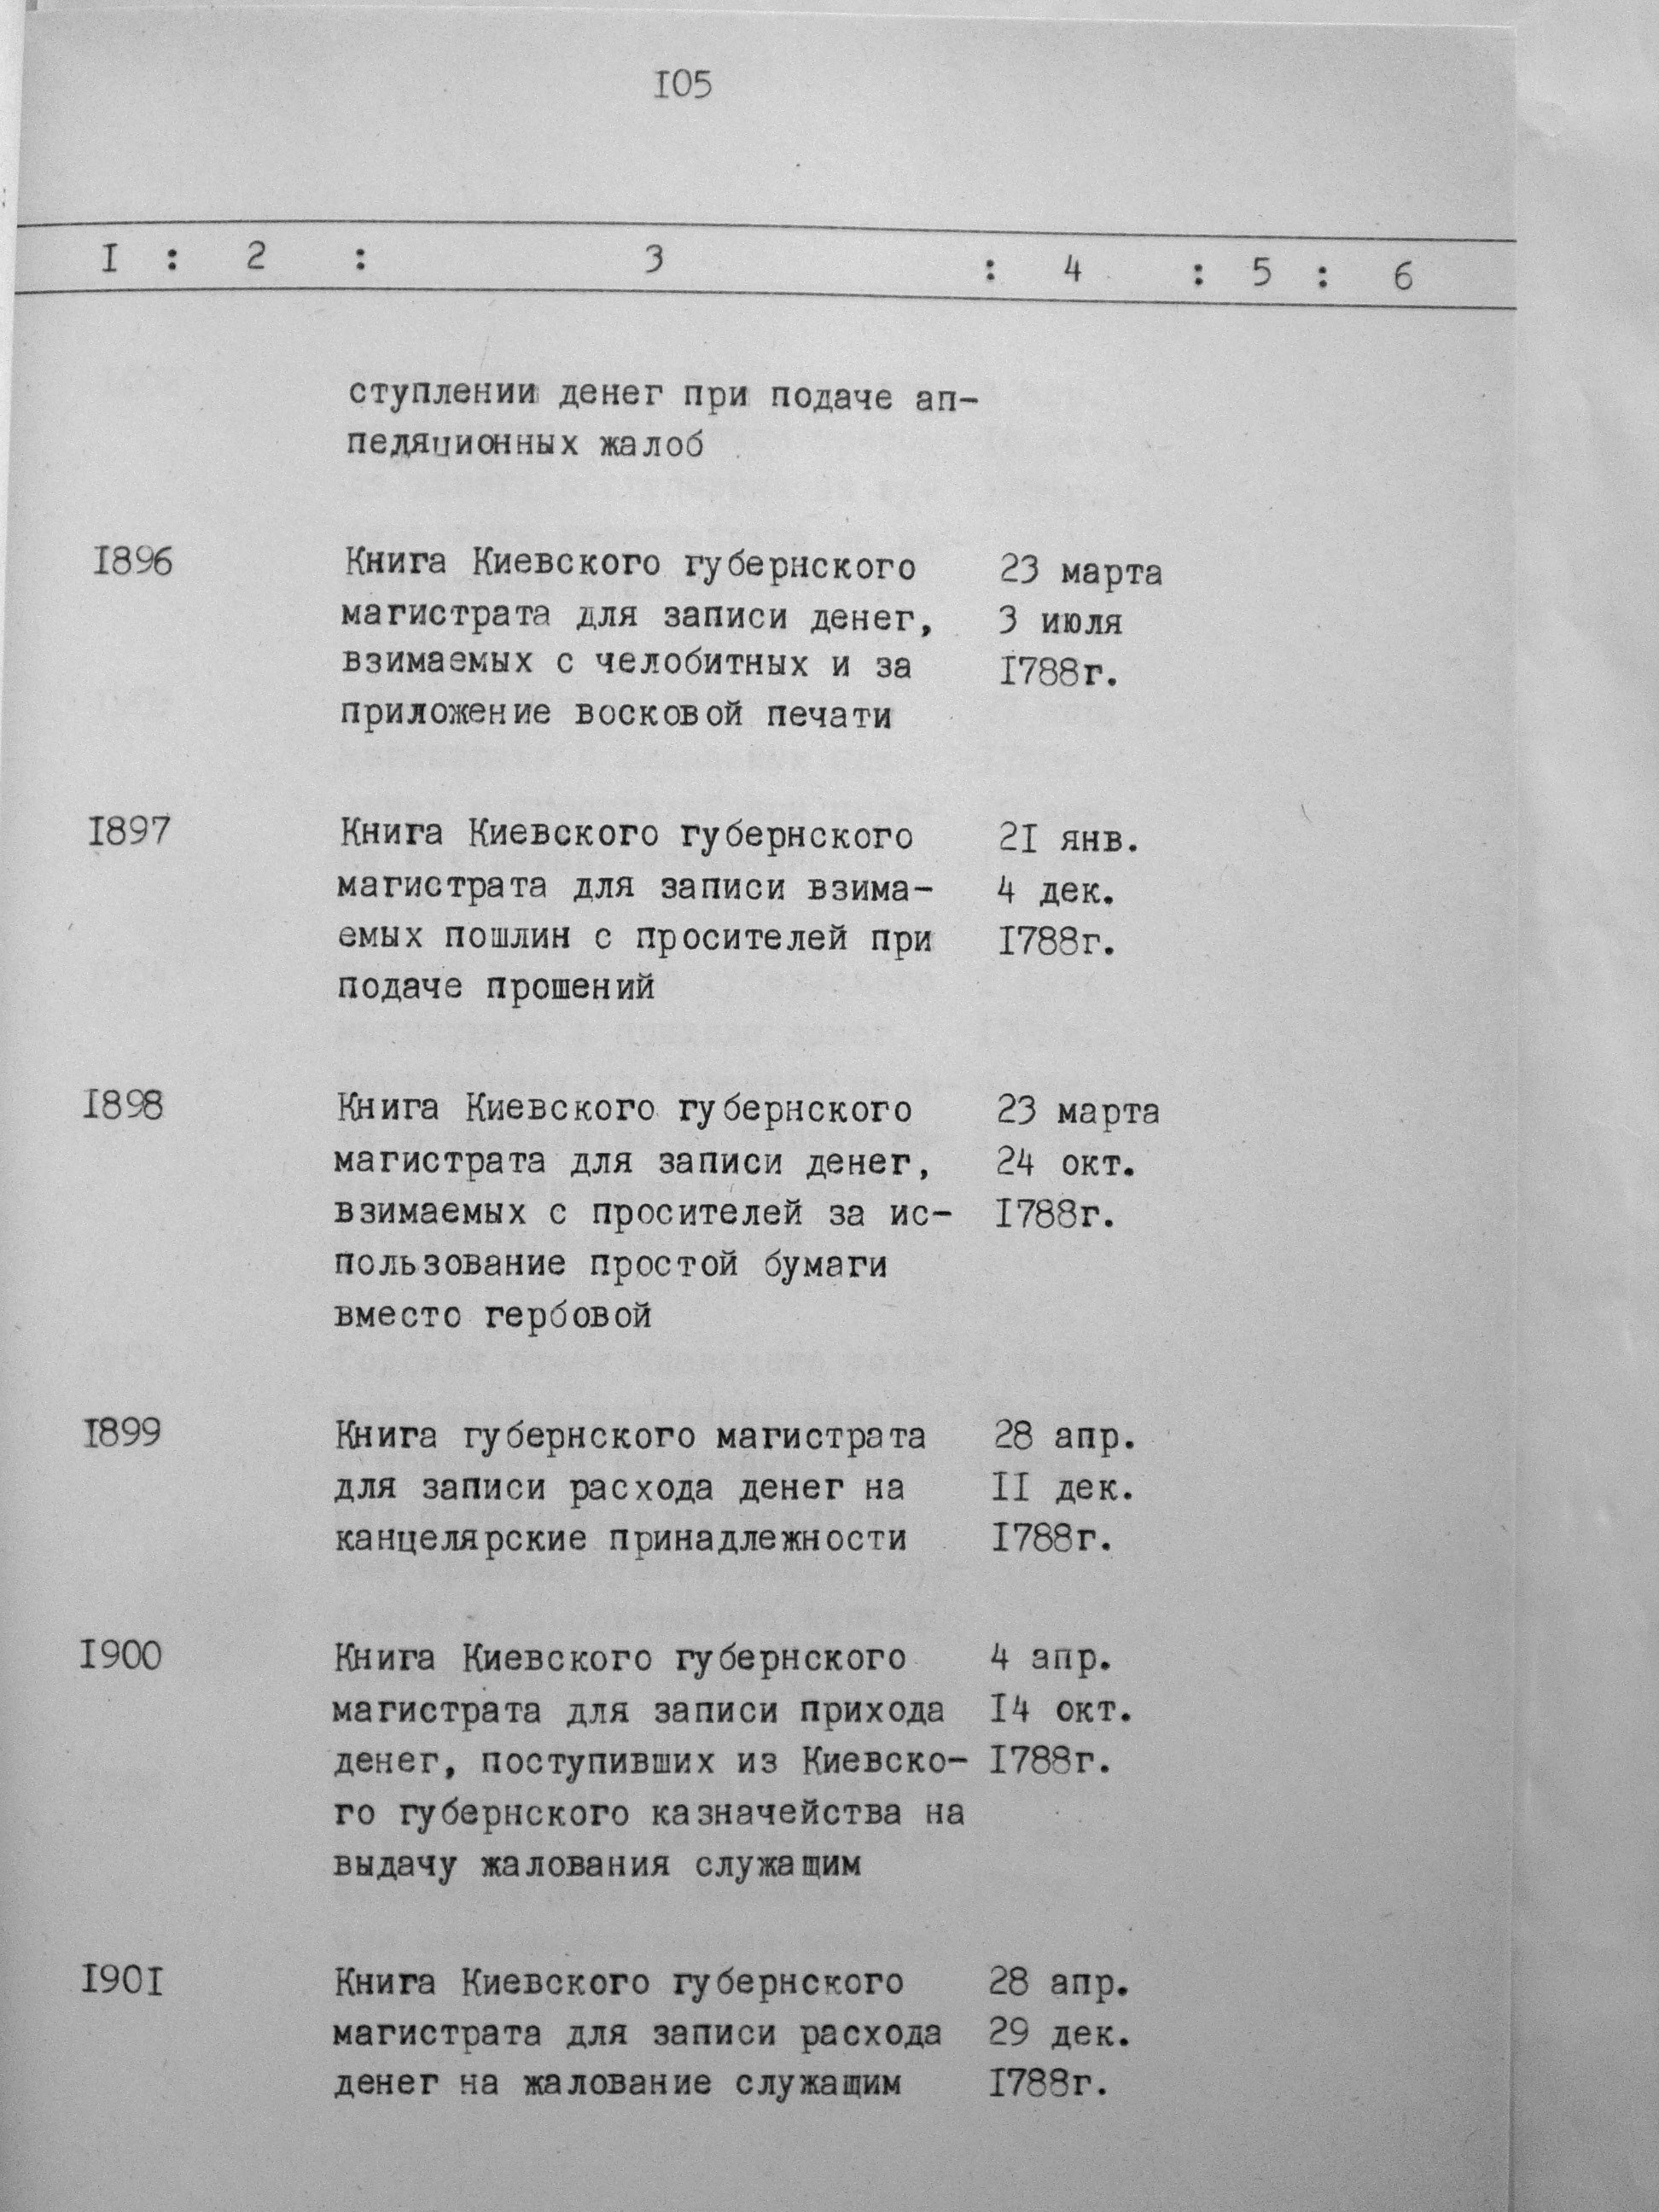 I05
I : 2 : 3 : 4 : 5 : 6
ступлении денег при подаче ап-
педяционных жалоб
I896 Книга Киевского губернского 23 марта
магистрата для записи денег, 3 июля
взимаемых с челобитных и за I788г.
приложение восковой печати
I897 Книга Киевского губернского 2I янв.
магистрата для записи взима- 4 дек.
емых пошлин с просителей при I788г.
подаче прошений
I898 Книга Киевского губернского 23 марта
магистрата для записи денег, 24 окт.
взимаемых с просителей за ис- I788г.
пользование простой бумаги
вместо гербовой
I899 Книга губернского магистрата 28 апр.
для записи расхода денег на II дек.
канцелярские принадлежности I788г.
I900 Книга Киевского губернского 4 апр.
магистрата для записи прихода I4 окт.
денег, поступивших из Киевско- I788г.
го губернского казначейства на
выдачу жалования служащим
I90I Книга Киевского губернского 28 апр.
магистрата для записи расхода 29 дек.
денег на жалование служащим I788г.